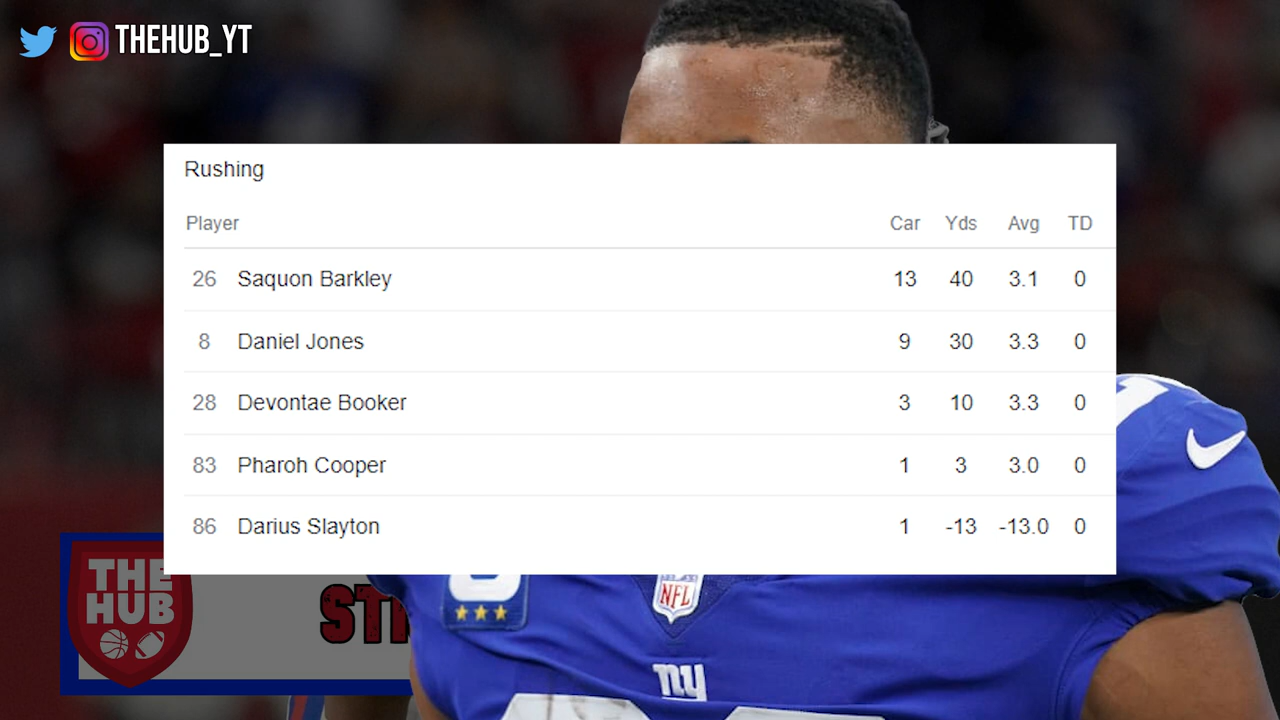 THEHUB_YT
Rushing
Player Car Yds Avg TD
26 Saquon Barkley 13 40 3.1 0
8 Daniel Jones 9 30 3.3 0
28 Devontae Booker 3 10 3.3 0
83 Pharoh Cooper 1 3 3.0 0
86 Darius Slayton 1 -13 -13.0 0
THE
HUB
NFL
ny